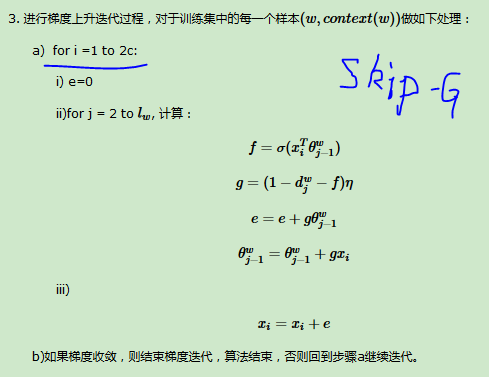 3. 进行梯度上升迭代过程，对于训练集中的每一个样本(w, context(w))做如下处理：
a) for i =1 to 2c:
Skip-G
i) e=0
ii)for j = 2 to l_w, 计算：
f = σ(x_i^T θ_{j−1}^w)
g = (1 − d_j^w − f)η
e = e + gθ_{j−1}^w
θ_{j−1}^w = θ_{j−1}^w + gx_i
iii)
x_i = x_i + e
b)如果梯度收敛，则结束梯度迭代，算法结束，否则回到步骤a继续迭代。